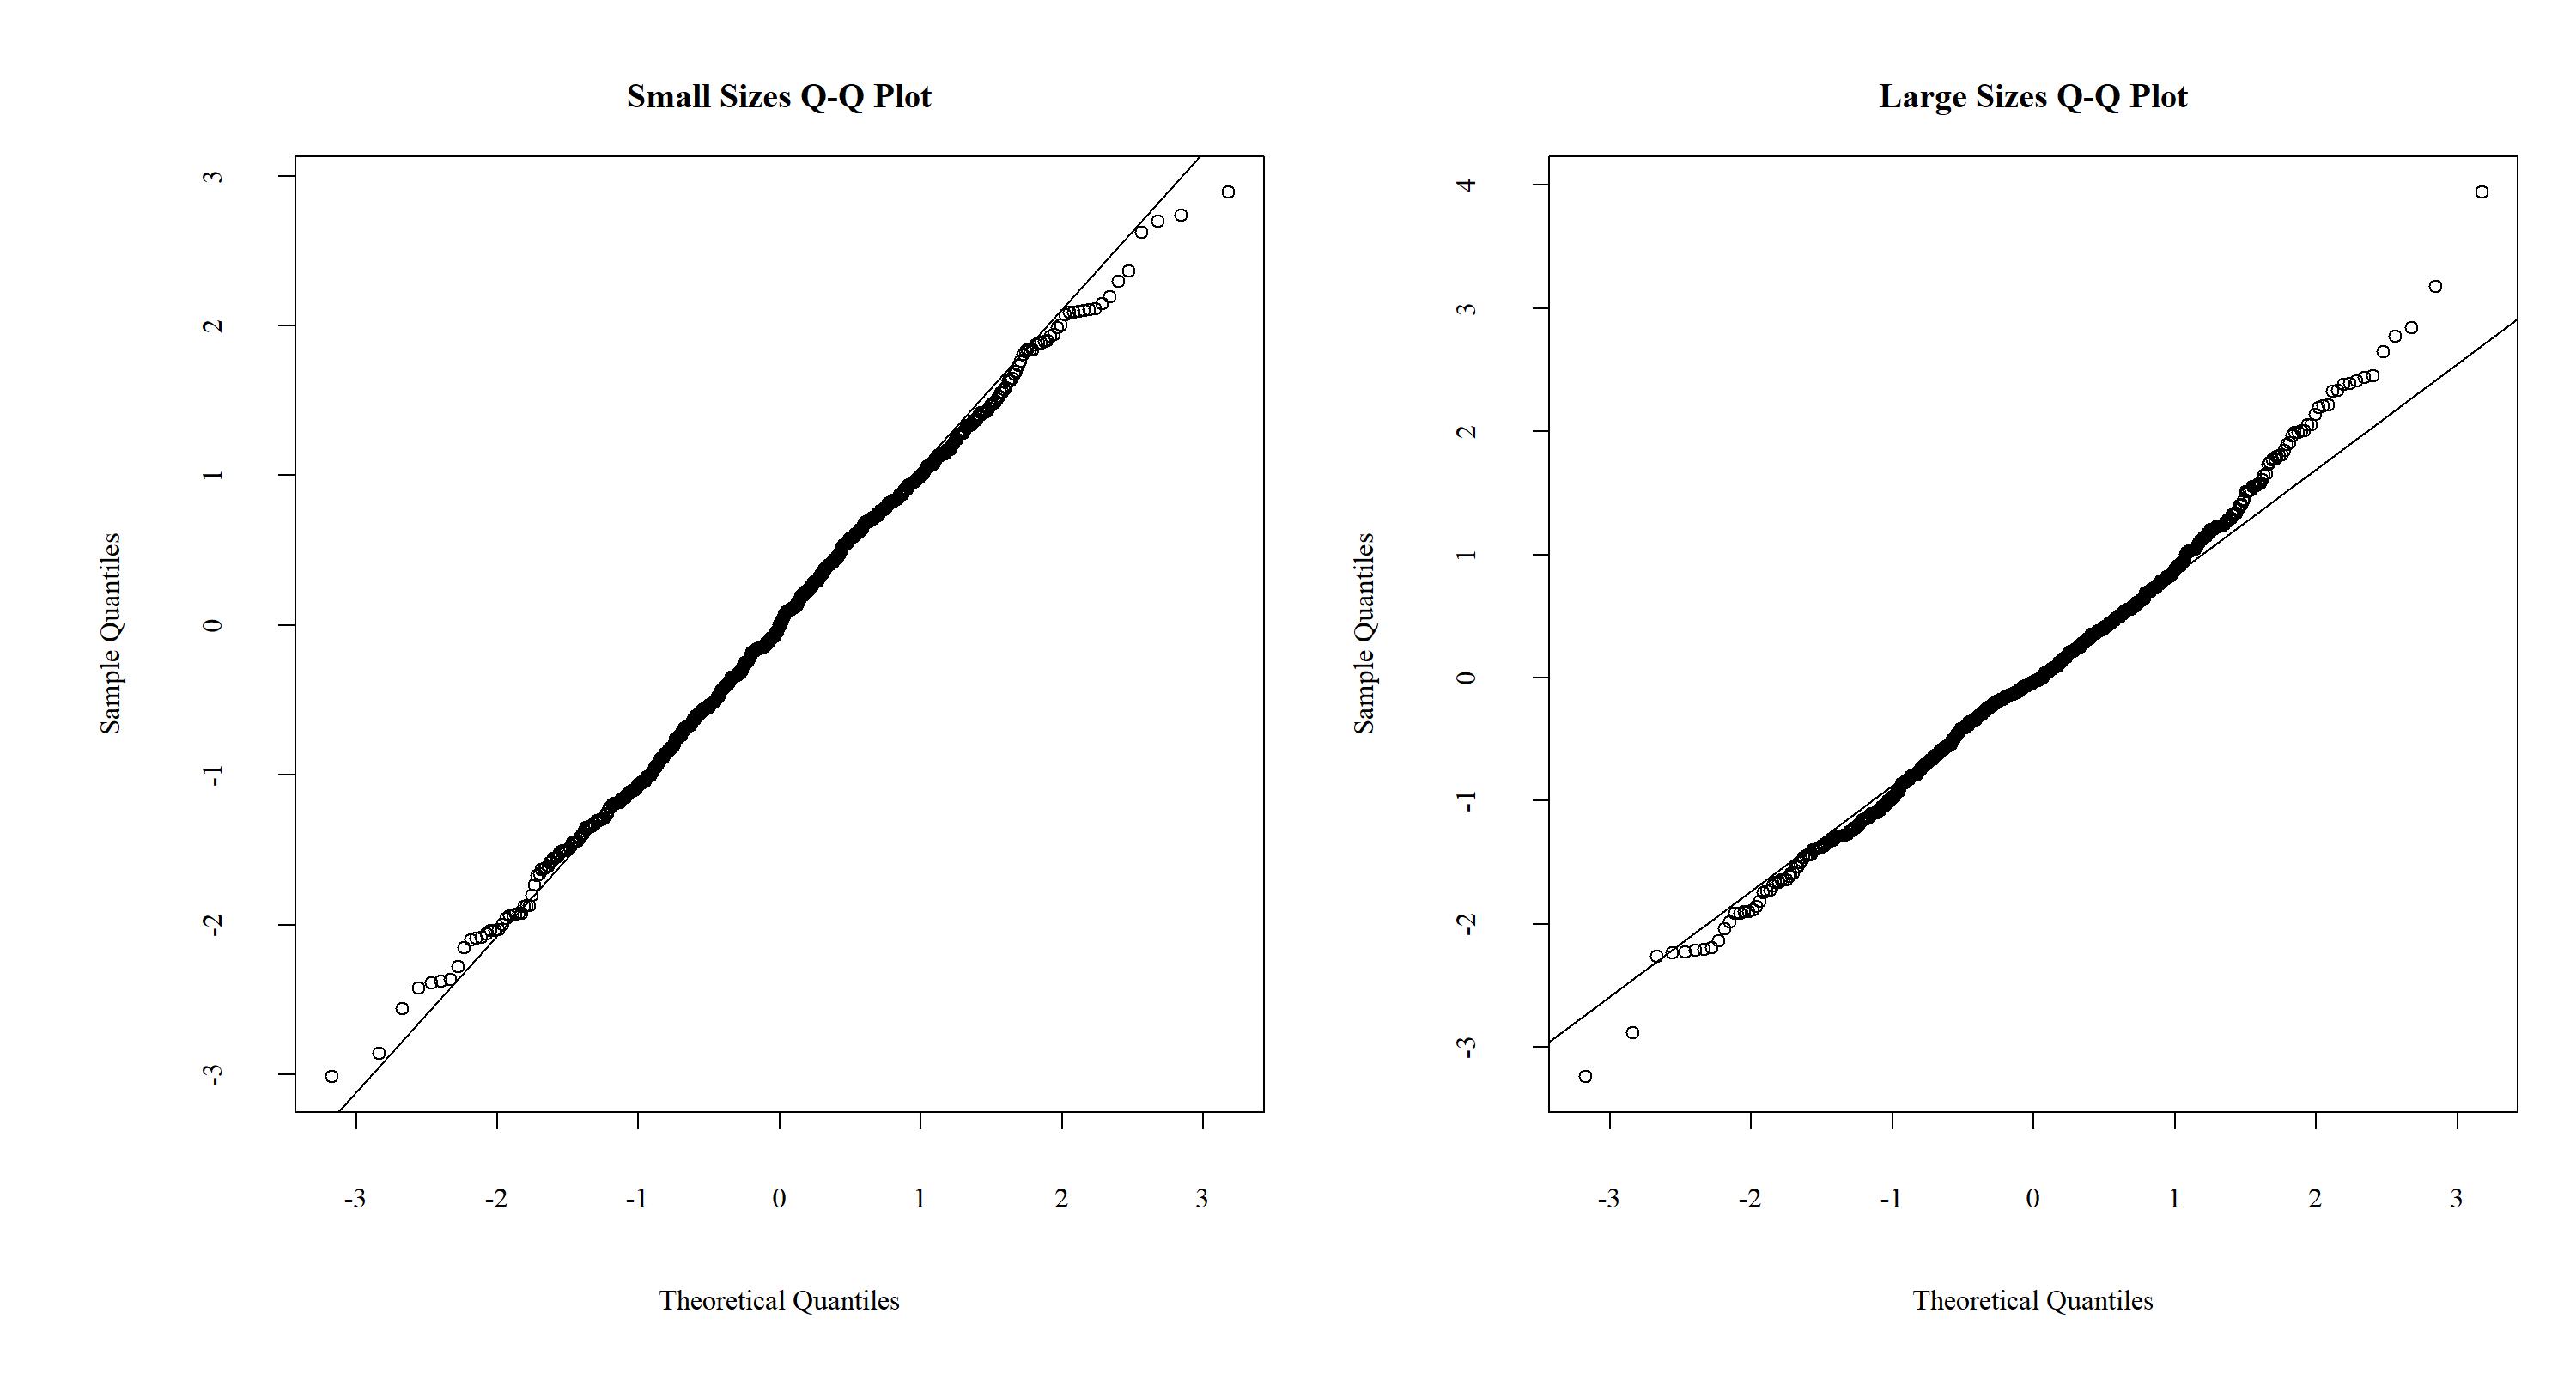 Small Sizes Q-Q Plot
3
2
1
0
-1
-2
-3
Sample Quantiles
-3 -2 -1 0 1 2 3
Theoretical Quantiles
Large Sizes Q-Q Plot
4
3
2
1
0
-1
-2
-3
Sample Quantiles
-3 -2 -1 0 1 2 3
Theoretical Quantiles